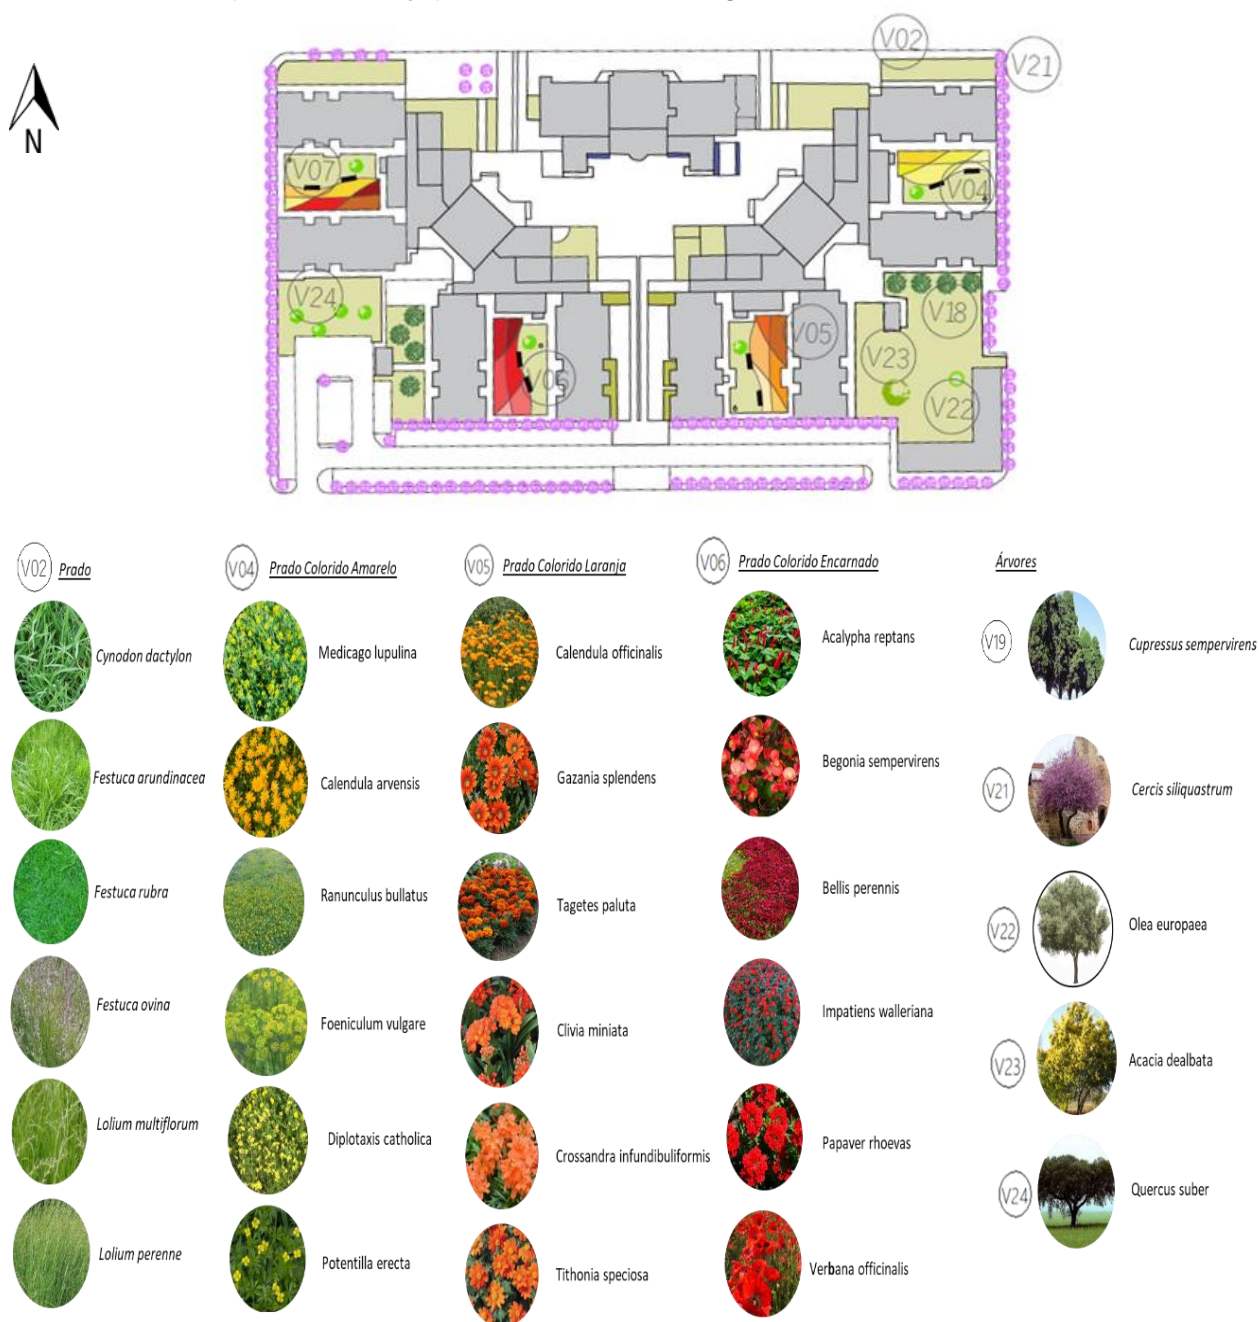 V02
V21
N
V07
V04
V24
V18
V05
V23
V06
V22
V02 Prado
V04 Prado Colorido Amarelo
V05 Prado Colorido Laranja
V06 Prado Colorido Encarnado
Árvores
Cynodon dactylon
Festuca arundinacea
Festuca rubra
Festuca ovina
Lolium multiflorum
Lolium perenne
Medicago lupulina
Calendula arvensis
Ranunculus bullatus
Foeniculum vulgare
Diplotaxis catholica
Potentilla erecta
Calendula officinalis
Gazania splendens
Tagetes paluta
Clivia miniata
Crossandra infundibuliformis
Tithonia speciosa
Acalypha reptans
Begonia sempervirens
Bellis perennis
Impatiens walleriana
Papaver rhoevas
Verbana officinalis
V19 Cupressus sempervirens
V21 Cercis siliquastrum
V22 Olea europaea
V23 Acacia dealbata
V24 Quercus suber